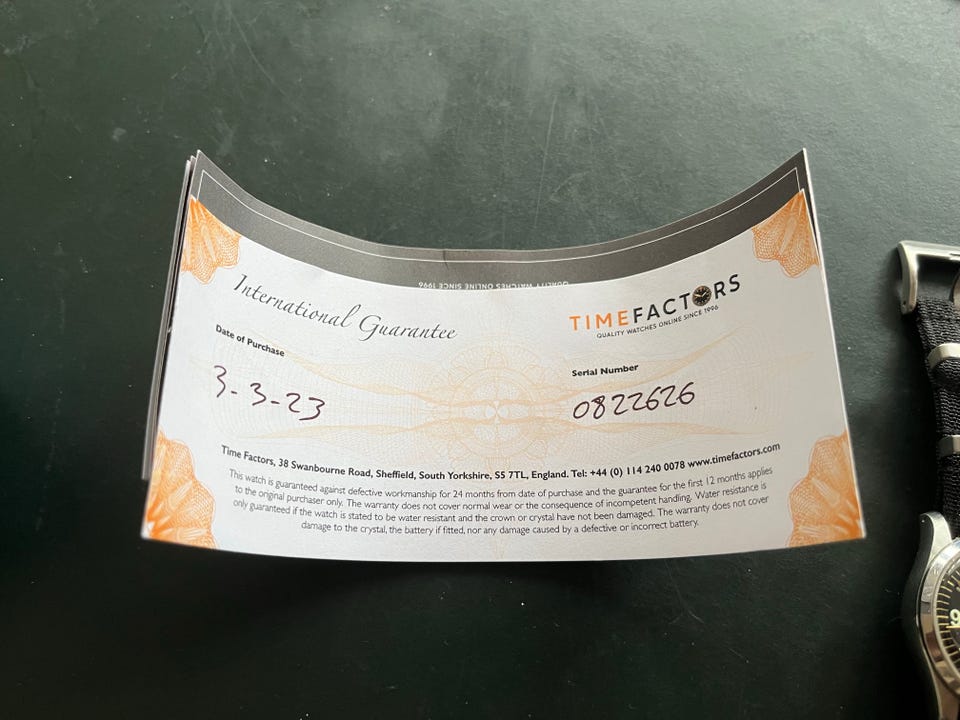 QUALITY WATCHES ONLINE SINCE 1996
International Guarantee
TIMEFACTORS
QUALITY WATCHES ONLINE SINCE 1996
Date of Purchase
Serial Number
3-3-23
0822626
Time Factors, 38 Swanbourne Road, Sheffield, South Yorkshire, S5 7TL, England. Tel: +44 (0) 114 240 0078 www.timefactors.com
This watch is guaranteed against defective workmanship for 24 months from date of purchase and the guarantee for the first 12 months applies
to the original purchaser only. The warranty does not cover normal wear or the consequence of incompetent handling. Water resistance is
only guaranteed if the watch is stated to be water resistant and the crown or crystal have not been damaged. The warranty does not cover
damage to the crystal, the battery if fitted, nor any damage caused by a defective or incorrect battery.
9